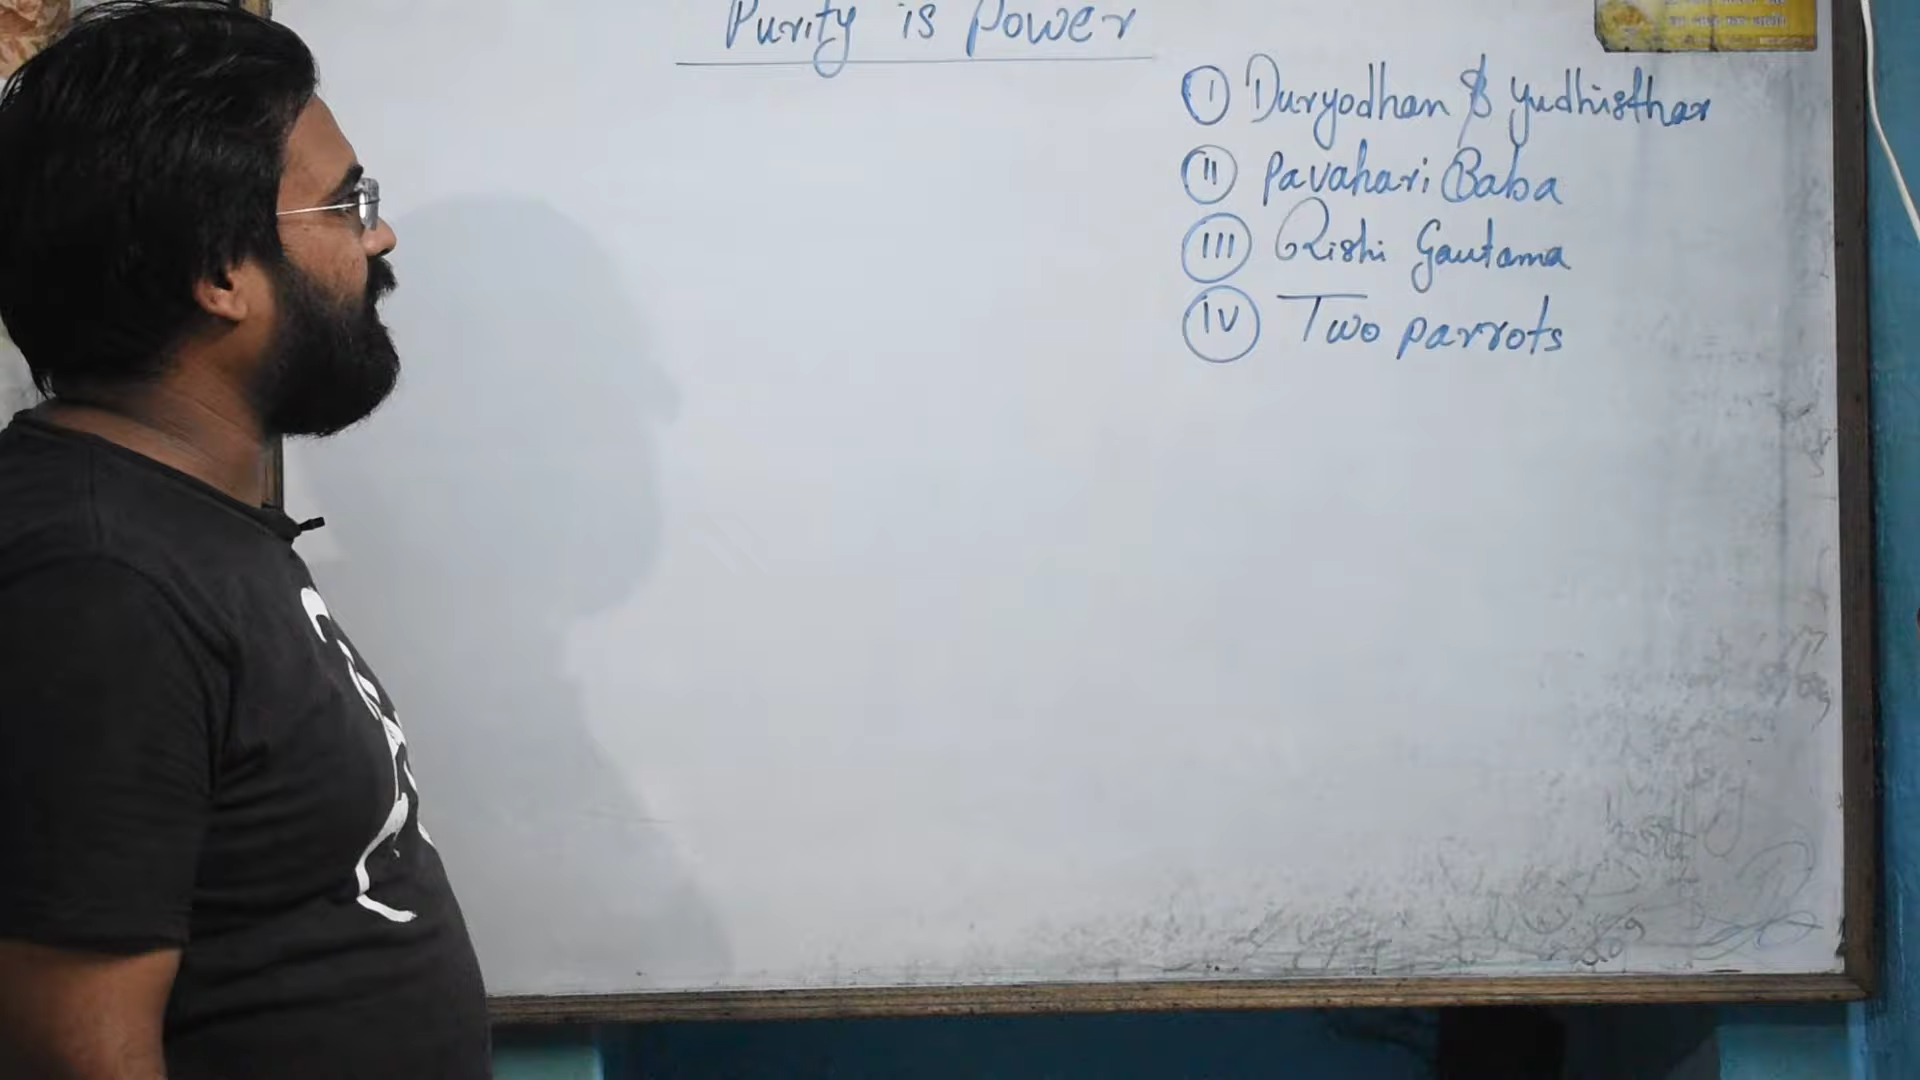 Purity is Power
I Duryodhan & Yudhisthar
II Pavahari Baba
III Rishi Gautama
IV Two parrots